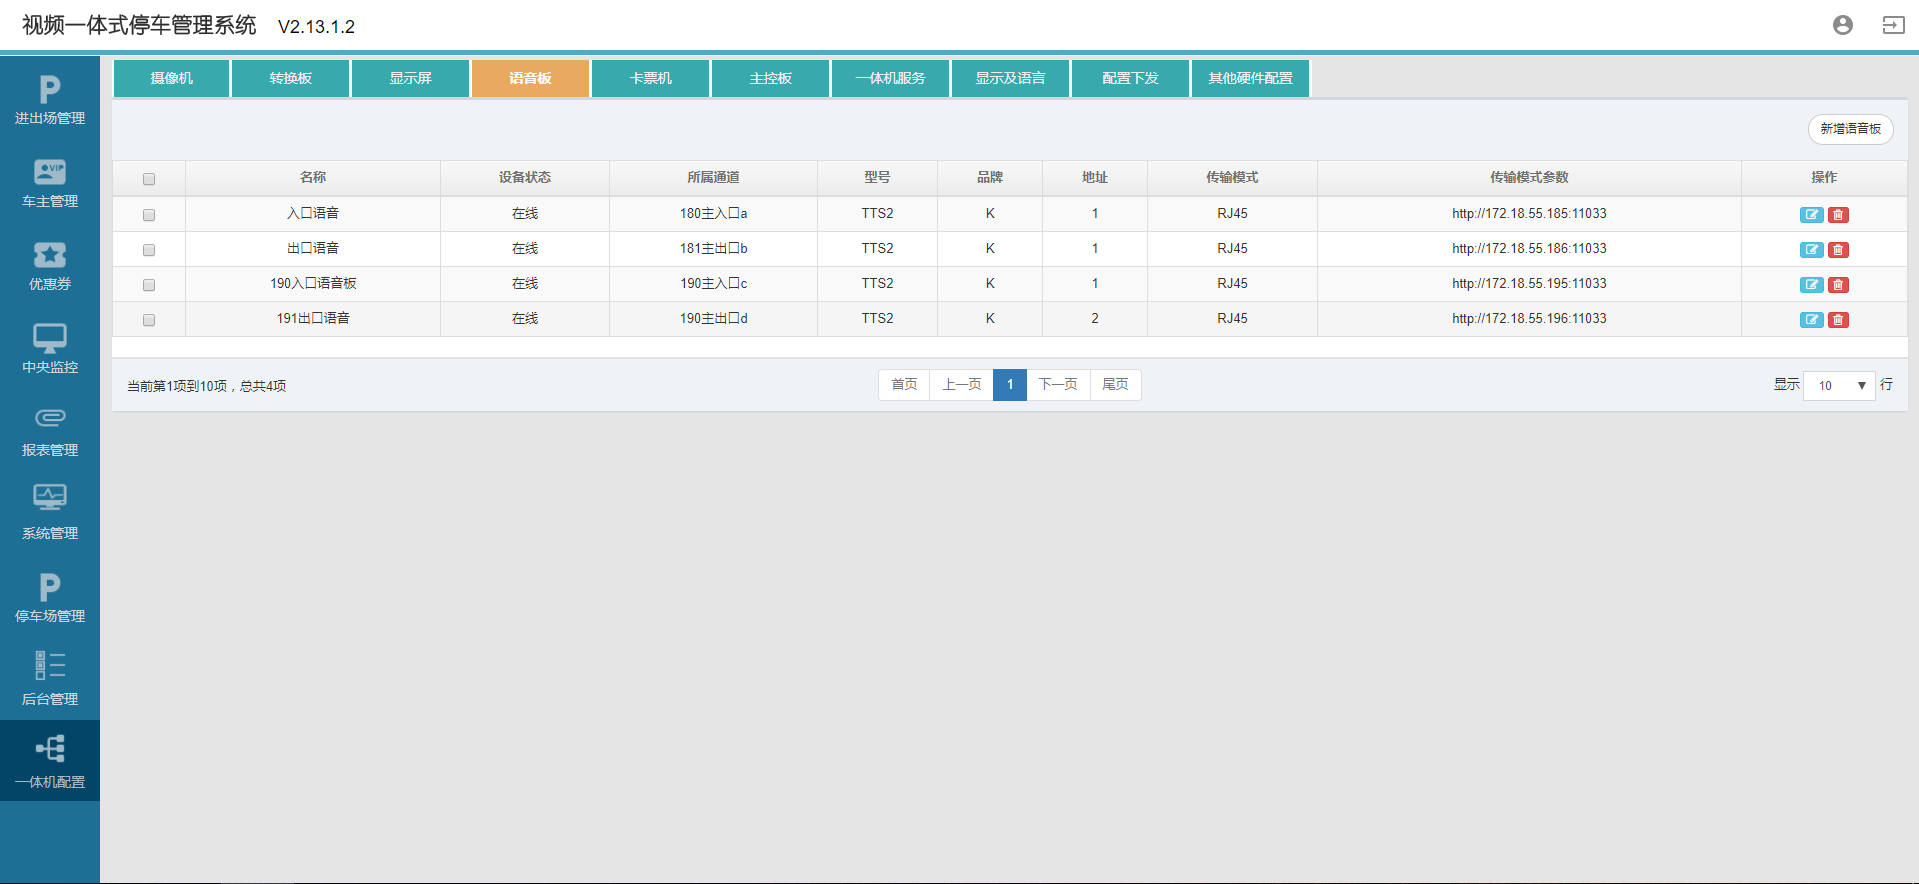 视频一体式停车管理系统 V2.13.1.2
摄像机 转换板 显示屏 语音板 卡票机 主控板 一体机服务 显示及语言 配置下发 其他硬件配置
进出场管理
VIP
车主管理
优惠券
中央监控
报表管理
系统管理
停车场管理
后台管理
一体机配置
新增语音板
名称 设备状态 所属通道 型号 品牌 地址 传输模式 传输模式参数 操作
入口语音 在线 180主入口a TTS2 K 1 RJ45 http://172.18.55.185:11033
出口语音 在线 181主出口b TTS2 K 1 RJ45 http://172.18.55.186:11033
190入口语音板 在线 190主入口c TTS2 K 1 RJ45 http://172.18.55.195:11033
191出口语音 在线 190主出口d TTS2 K 2 RJ45 http://172.18.55.196:11033
当前第1项到10项，总共4项 首页 上一页 1 下一页 尾页 显示 10 行